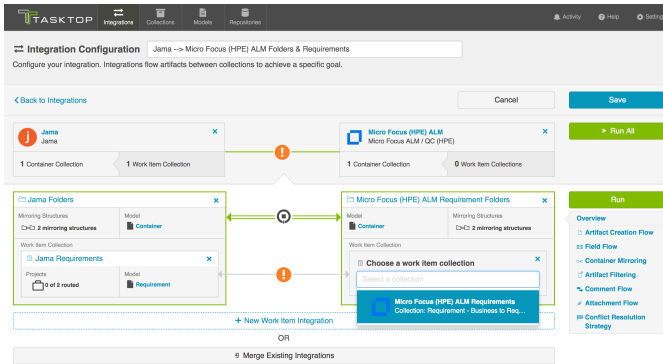 TASKTOP
Integrations
Collections
Models
Repositories
Activity
Help
Setting
Integration Configuration
Jama --> Micro Focus (HPE) ALM Folders & Requirements
Configure your integration. Integrations flow artifacts between collections to achieve a specific goal.
Back to Integrations
Cancel
Save
Jama
Jama
Micro Focus (HPE) ALM
Micro Focus ALM / QC (HPE)
Run All
1 Container Collection
1 Work Item Collection
1 Container Collection
0 Work Item Collections
Jama Folders
Micro Focus (HPE) ALM Requirement Folders
Run
Mirroring Structures
Model
Model
Mirroring Structures
2 mirroring structures
Container
Container
2 mirroring structures
Overview
Artifact Creation Flow
Field Flow
Container Mirroring
Artifact Filtering
Comment Flow
Attachment Flow
Conflict Resolution
Strategy
Work Item Collection
Work Item Collection
Jama Requirements
Choose a work item collection
Projects
Model
0 of 2 routed
Requirement
Select a collection
Micro Focus (HPE) ALM Requirements
Collection: Requirement - Business to Req...
+ New Work Item Integration
OR
Merge Existing Integrations